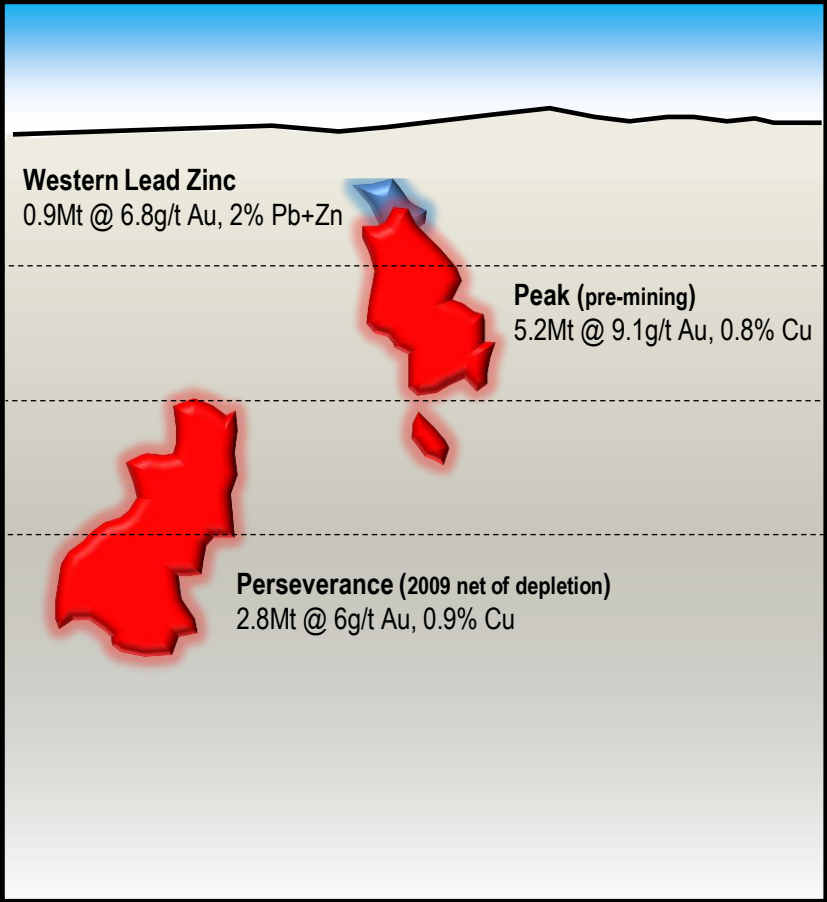 Western Lead Zinc
0.9Mt @ 6.8g/t Au, 2% Pb+Zn
Peak (pre-mining)
5.2Mt @ 9.1g/t Au, 0.8% Cu
Perseverance (2009 net of depletion)
2.8Mt @ 6g/t Au, 0.9% Cu